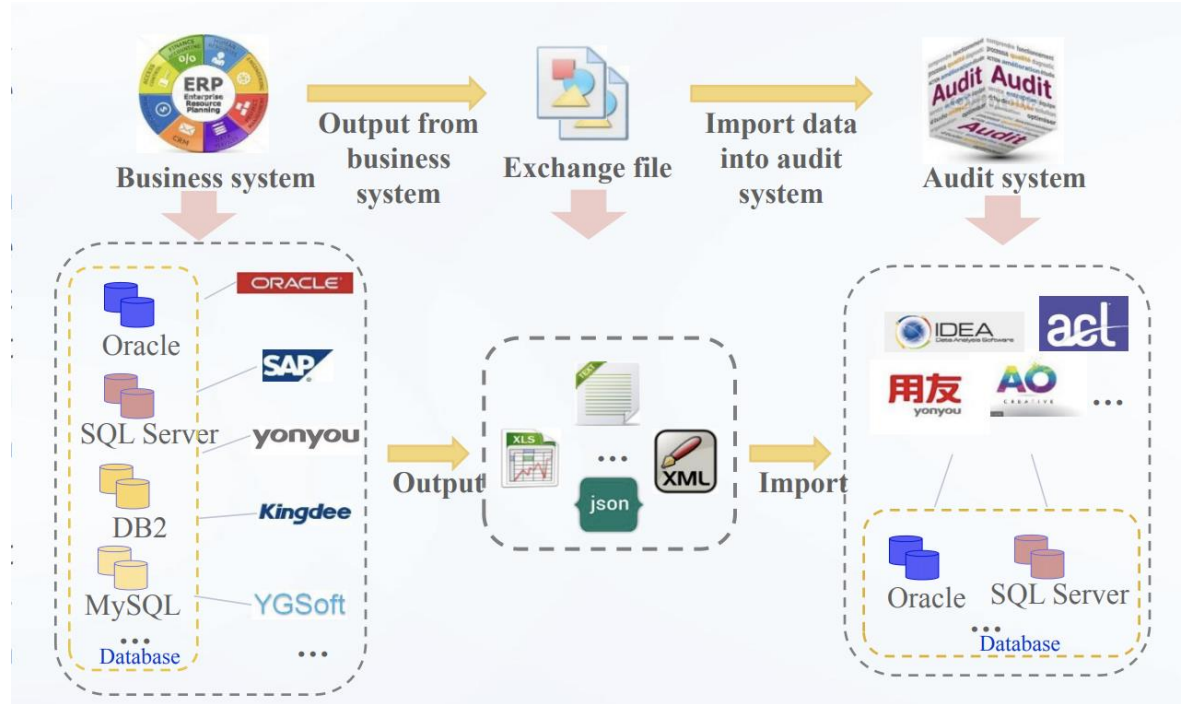 ERP
Enterprise
Resource
Planning
CRM
Business system
Output from
business
system
Exchange file
Import data
into audit
system
Audit
Audit
Audit
Audit system
Oracle
SQL Server
DB2
MySQL
...
Database
ORACLE
SAP
yonyou
Kingdee
YGSoft
...
Output
TEXT
XLS
...
XML
json
Import
IDEA
Data Analysis Software
acl
用友
yonyou
AO
CREATIVE
...
Oracle
SQL Server
...
Database